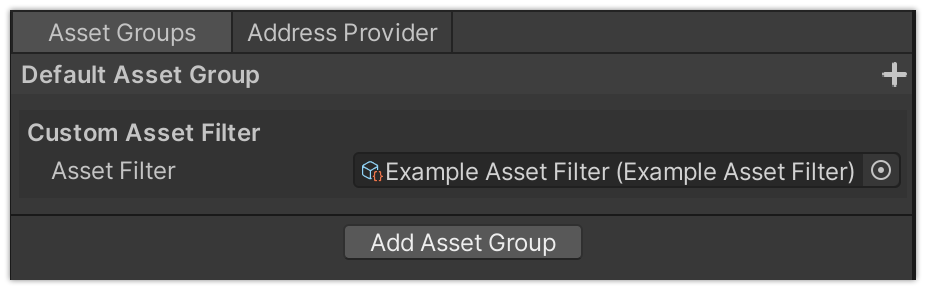 Asset Groups Address Provider
Default Asset Group
Custom Asset Filter
Asset Filter Example Asset Filter (Example Asset Filter)
Add Asset Group